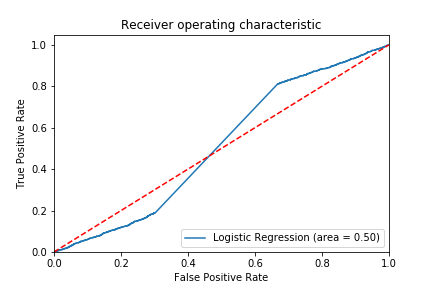 Receiver operating characteristic
True Positive Rate
1.0
0.8
0.6
0.4
0.2
0.0
Logistic Regression (area = 0.50)
0.0 0.2 0.4 0.6 0.8 1.0
False Positive Rate